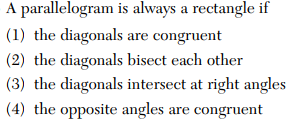 A parallelogram is always a rectangle if
(1) the diagonals are congruent
(2) the diagonals bisect each other
(3) the diagonals intersect at right angles
(4) the opposite angles are congruent